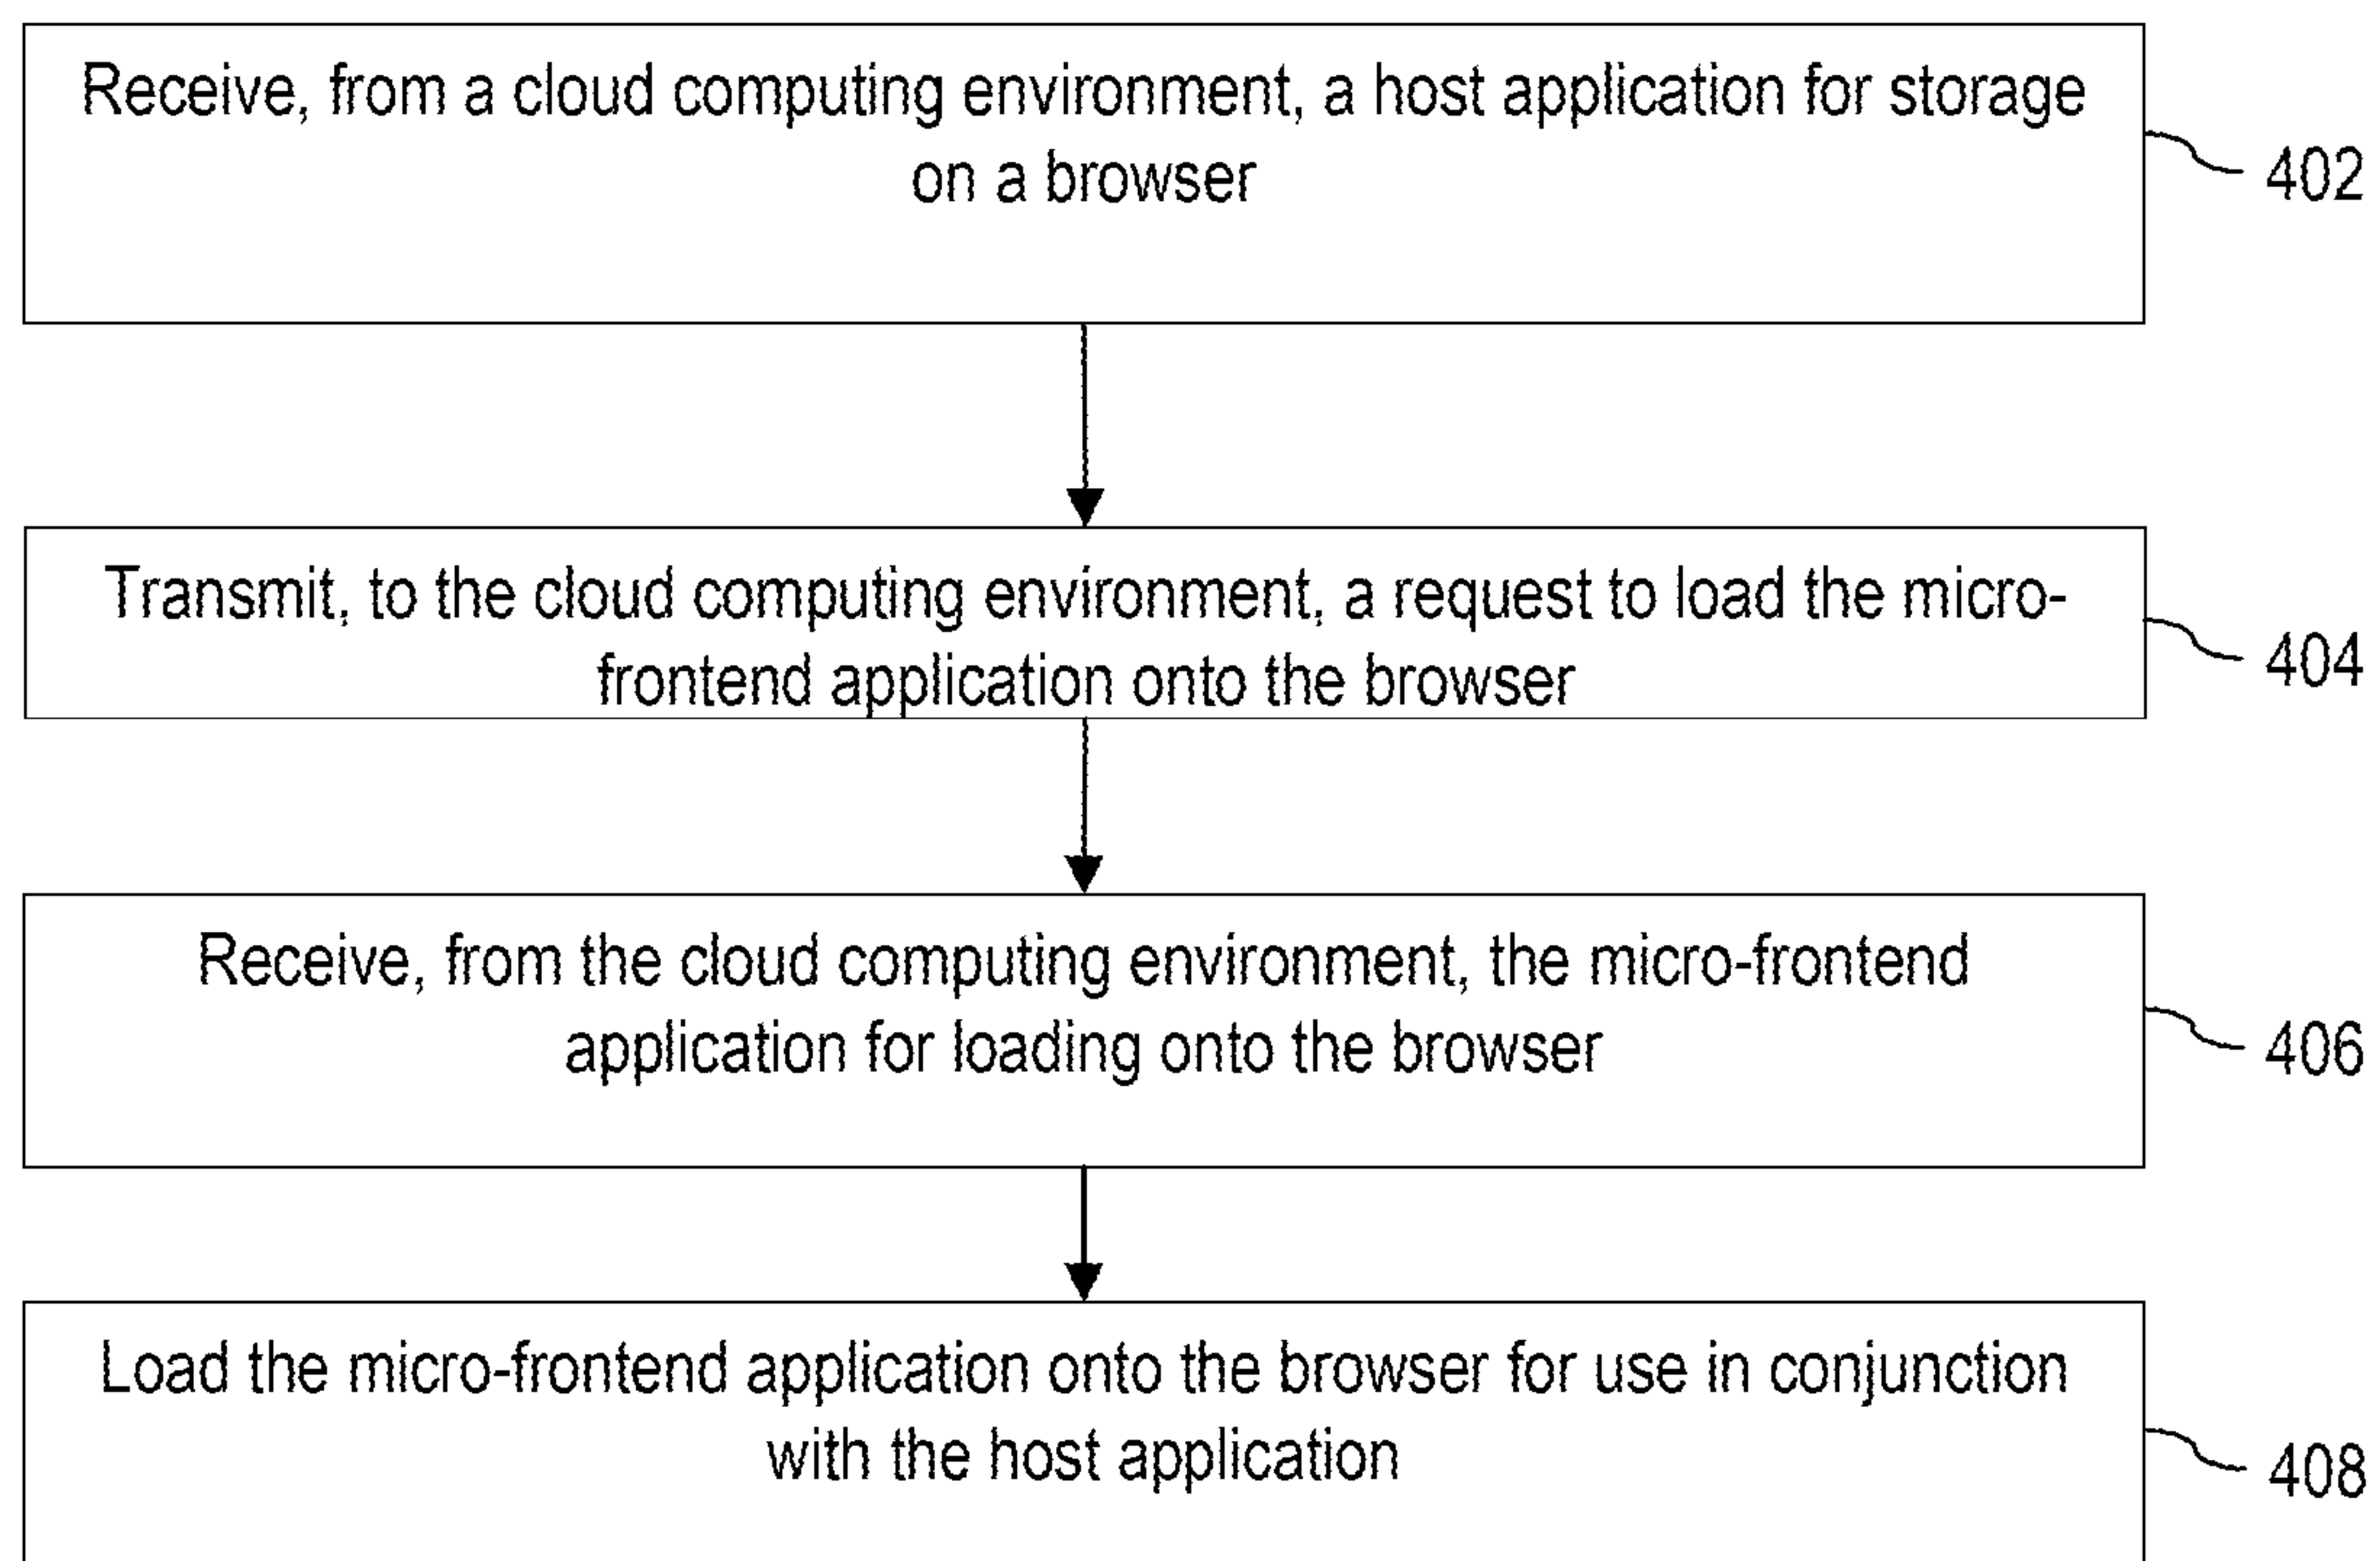 Receive, from a cloud computing environment, a host application for storage
on a browser
402
Transmit, to the cloud computing environment, a request to load the micro-
frontend application onto the browser
404
Receive, from the cloud computing environment, the micro-frontend
application for loading onto the browser
406
Load the micro-frontend application onto the browser for use in conjunction
with the host application
408